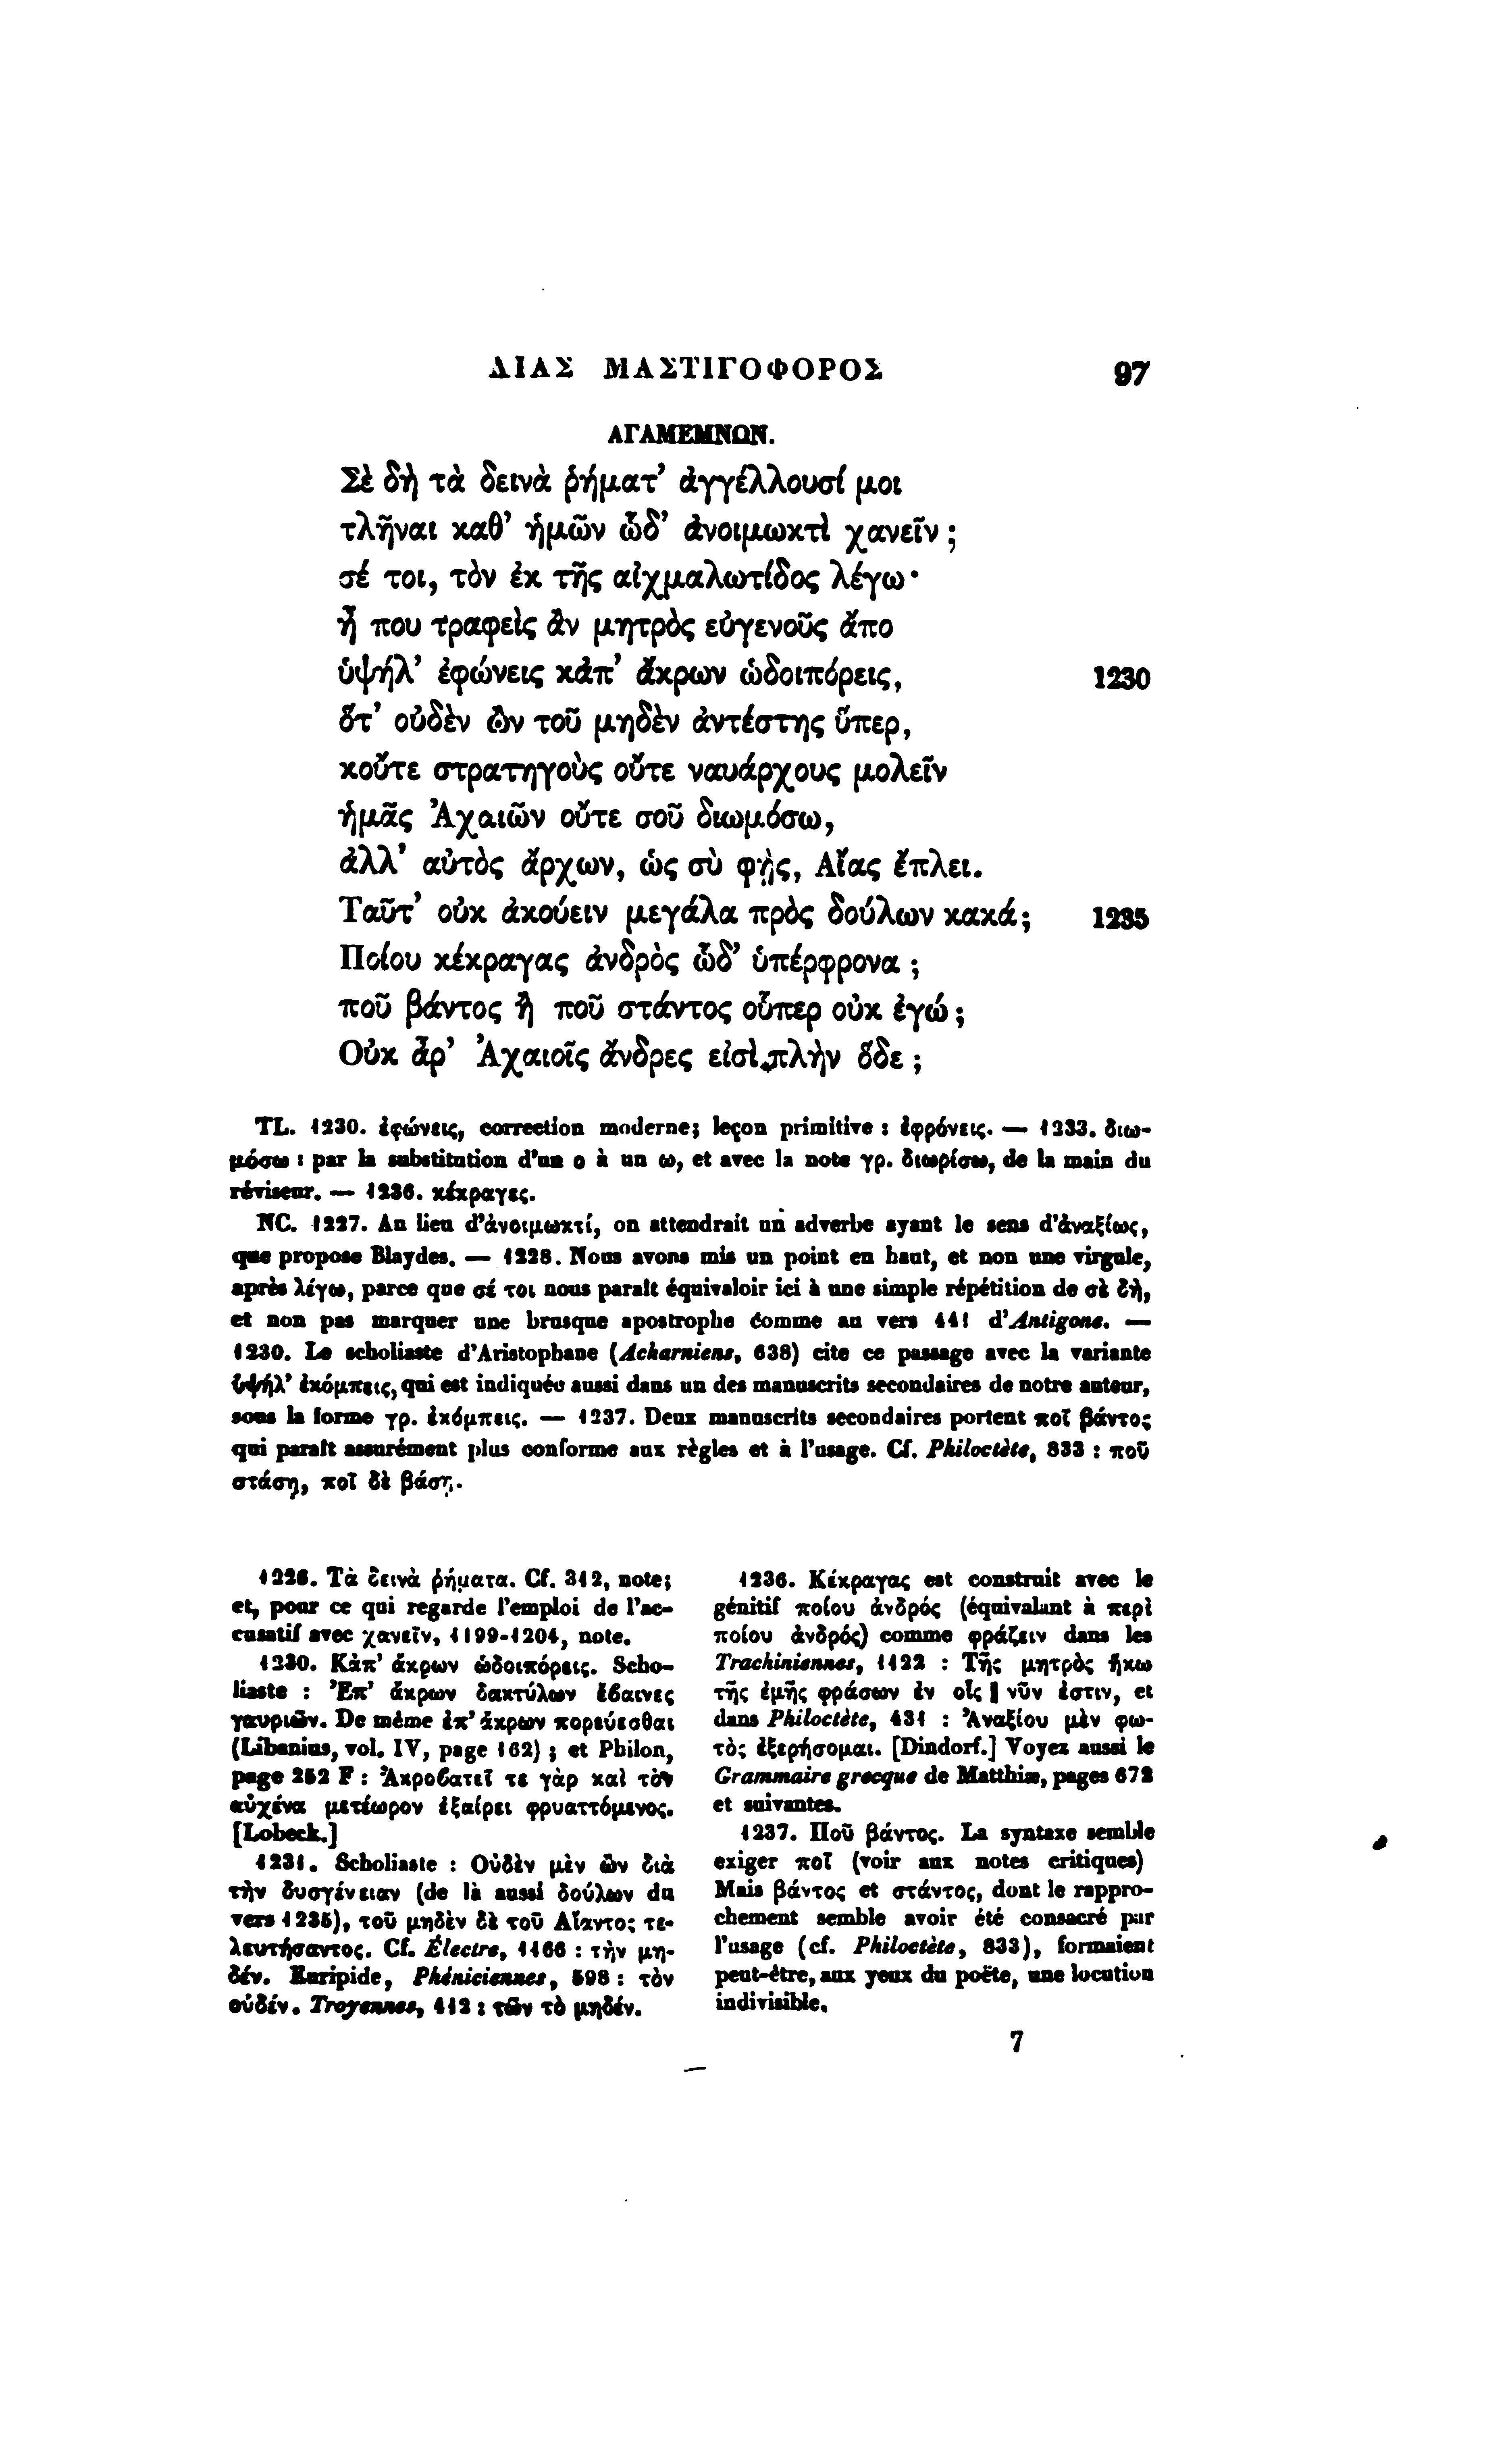 ΑΙΑΣ ΜΑΣΤΙΓΟΦΟΡΟΣ 97
ΑΓΑΜΕΜΝΩΝ.
Σὲ δὴ τὰ δεινὰ ῥήματ’ ἀγγέλλουσί μοι
τλῆναι καθ’ ἡμῶν ὧδ’ ἀνοιμωκτὶ χανεῖν ;
σέ τοι, τὸν ἐκ τῆς αἰχμαλωτίδος λέγω·
ἦ που τραφεὶς ἂν μητρὸς εὐγενοῦς ἄπο
ὑψήλ’ ἐφώνεις κἀπ’ ἄκρων ὡδοιπόρεις, 1230
ὅτ’ οὐδὲν ὢν τοῦ μηδὲν ἀντέστης ὕπερ,
κοὔτε στρατηγοὺς οὔτε ναυάρχους μολεῖν
ἡμᾶς Ἀχαιῶν οὔτε σοῦ διωμόσω,
ἀλλ’ αὐτὸς ἄρχων, ὡς σὺ φῄς, Αἴας ἔπλει.
Ταῦτ’ οὐκ ἀκούειν μεγάλα πρὸς δούλων κακά; 1235
Ποίου κέκραγας ἀνδρὸς ὧδ’ ὑπέρφρονα ;
ποῦ βάντος ἢ ποῦ στάντος οὗπερ οὐκ ἐγώ ;
Οὐκ ἆρ’ Ἀχαιοῖς ἄνδρες εἰσὶ πλὴν ὅδε ;
TL. 1230. ἐφώνεις, correction moderne; leçon primitive : ἐφρόνεις. — 1233. διω-
μόσω : par la substitution d’un ο à un ω, et avec la note γρ. διωρίσω, de la main du
réviseur. — 1236. κέκραγες.
NC. 1227. Au lieu d’ἀνοιμωκτί, on attendrait un adverbe ayant le sens d’ἀναξίως,
que propose Blaydes. — 1228. Nous avons mis un point en haut, et non une virgule,
après λέγω, parce que σέ τοι nous paraît équivaloir ici à une simple répétition de σὲ δή,
et non pas marquer une brusque apostrophe comme au vers 441 d’Antigone. —
1230. Le scholiaste d’Aristophane (Acharniens, 638) cite ce passage avec la variante
ὑψήλ’ ἐκόμπεις, qui est indiquée aussi dans un des manuscrits secondaires de notre auteur,
sous la forme γρ. ἐκόμπεις. — 1237. Deux manuscrits secondaires portent ποῖ βάντος
qui paraît assurément plus conforme aux règles et à l’usage. Cf. Philoctète, 833 : ποῦ
στάσῃ, ποῖ δὲ βάσῃ.
1226. Τὰ δεινὰ ῥήματα. Cf. 312, note;
et, pour ce qui regarde l’emploi de l’ac-
cusatif avec χανεῖν, 1199-1204, note.
1230. Κἀπ’ ἄκρων ὡδοιπόρεις. Scho-
liaste : Ἐπ’ ἄκρων δακτύλων ἔβαινες
γαυριῶν. De même ἐπ’ ἄκρων πορεύεσθαι
(Libanius, vol. IV, page 162) ; et Philon,
page 252 F : Ἀκροβατεῖ τε γὰρ καὶ τὸν
αὐχένα μετέωρον ἐξαίρει φρυαττόμενος.
[Lobeck.]
1231. Scholiaste : Οὐδὲν μὲν ὢν διὰ
τὴν δυσγένειαν (de là aussi δούλων du
vers 1235), τοῦ μηδὲν δὲ τοῦ Αἴαντος τε-
λευτήσαντος. Cf. Électre, 1166 : τὴν μη-
δέν. Euripide, Phéniciennes, 598 : τὸν
οὐδέν. Troyennes, 412 : τῶν τὸ μηδέν.
1236. Κέκραγας est construit avec le
génitif ποίου ἀνδρός (équivalant à περὶ
ποίου ἀνδρός) comme φράζειν dans les
Trachiniennes, 1122 : Τῆς μητρὸς ἥκω
τῆς ἐμῆς φράσων ἐν οἷς | νῦν ἐστιν, et
dans Philoctète, 431 : Ἀναξίου μὲν φω-
τὸς ἐξερήσομαι. [Dindorf.] Voyez aussi le
Grammaire grecque de Matthiæ, pages 672
et suivantes.
1237. Ποῦ βάντος. La syntaxe semble
exiger ποῖ (voir aux notes critiques)
Mais βάντος et στάντος, dont le rappro-
chement semble avoir été consacré par
l’usage (cf. Philoctète, 833), formaient
peut-être, aux yeux du poëte, une locution
indivisible.
7